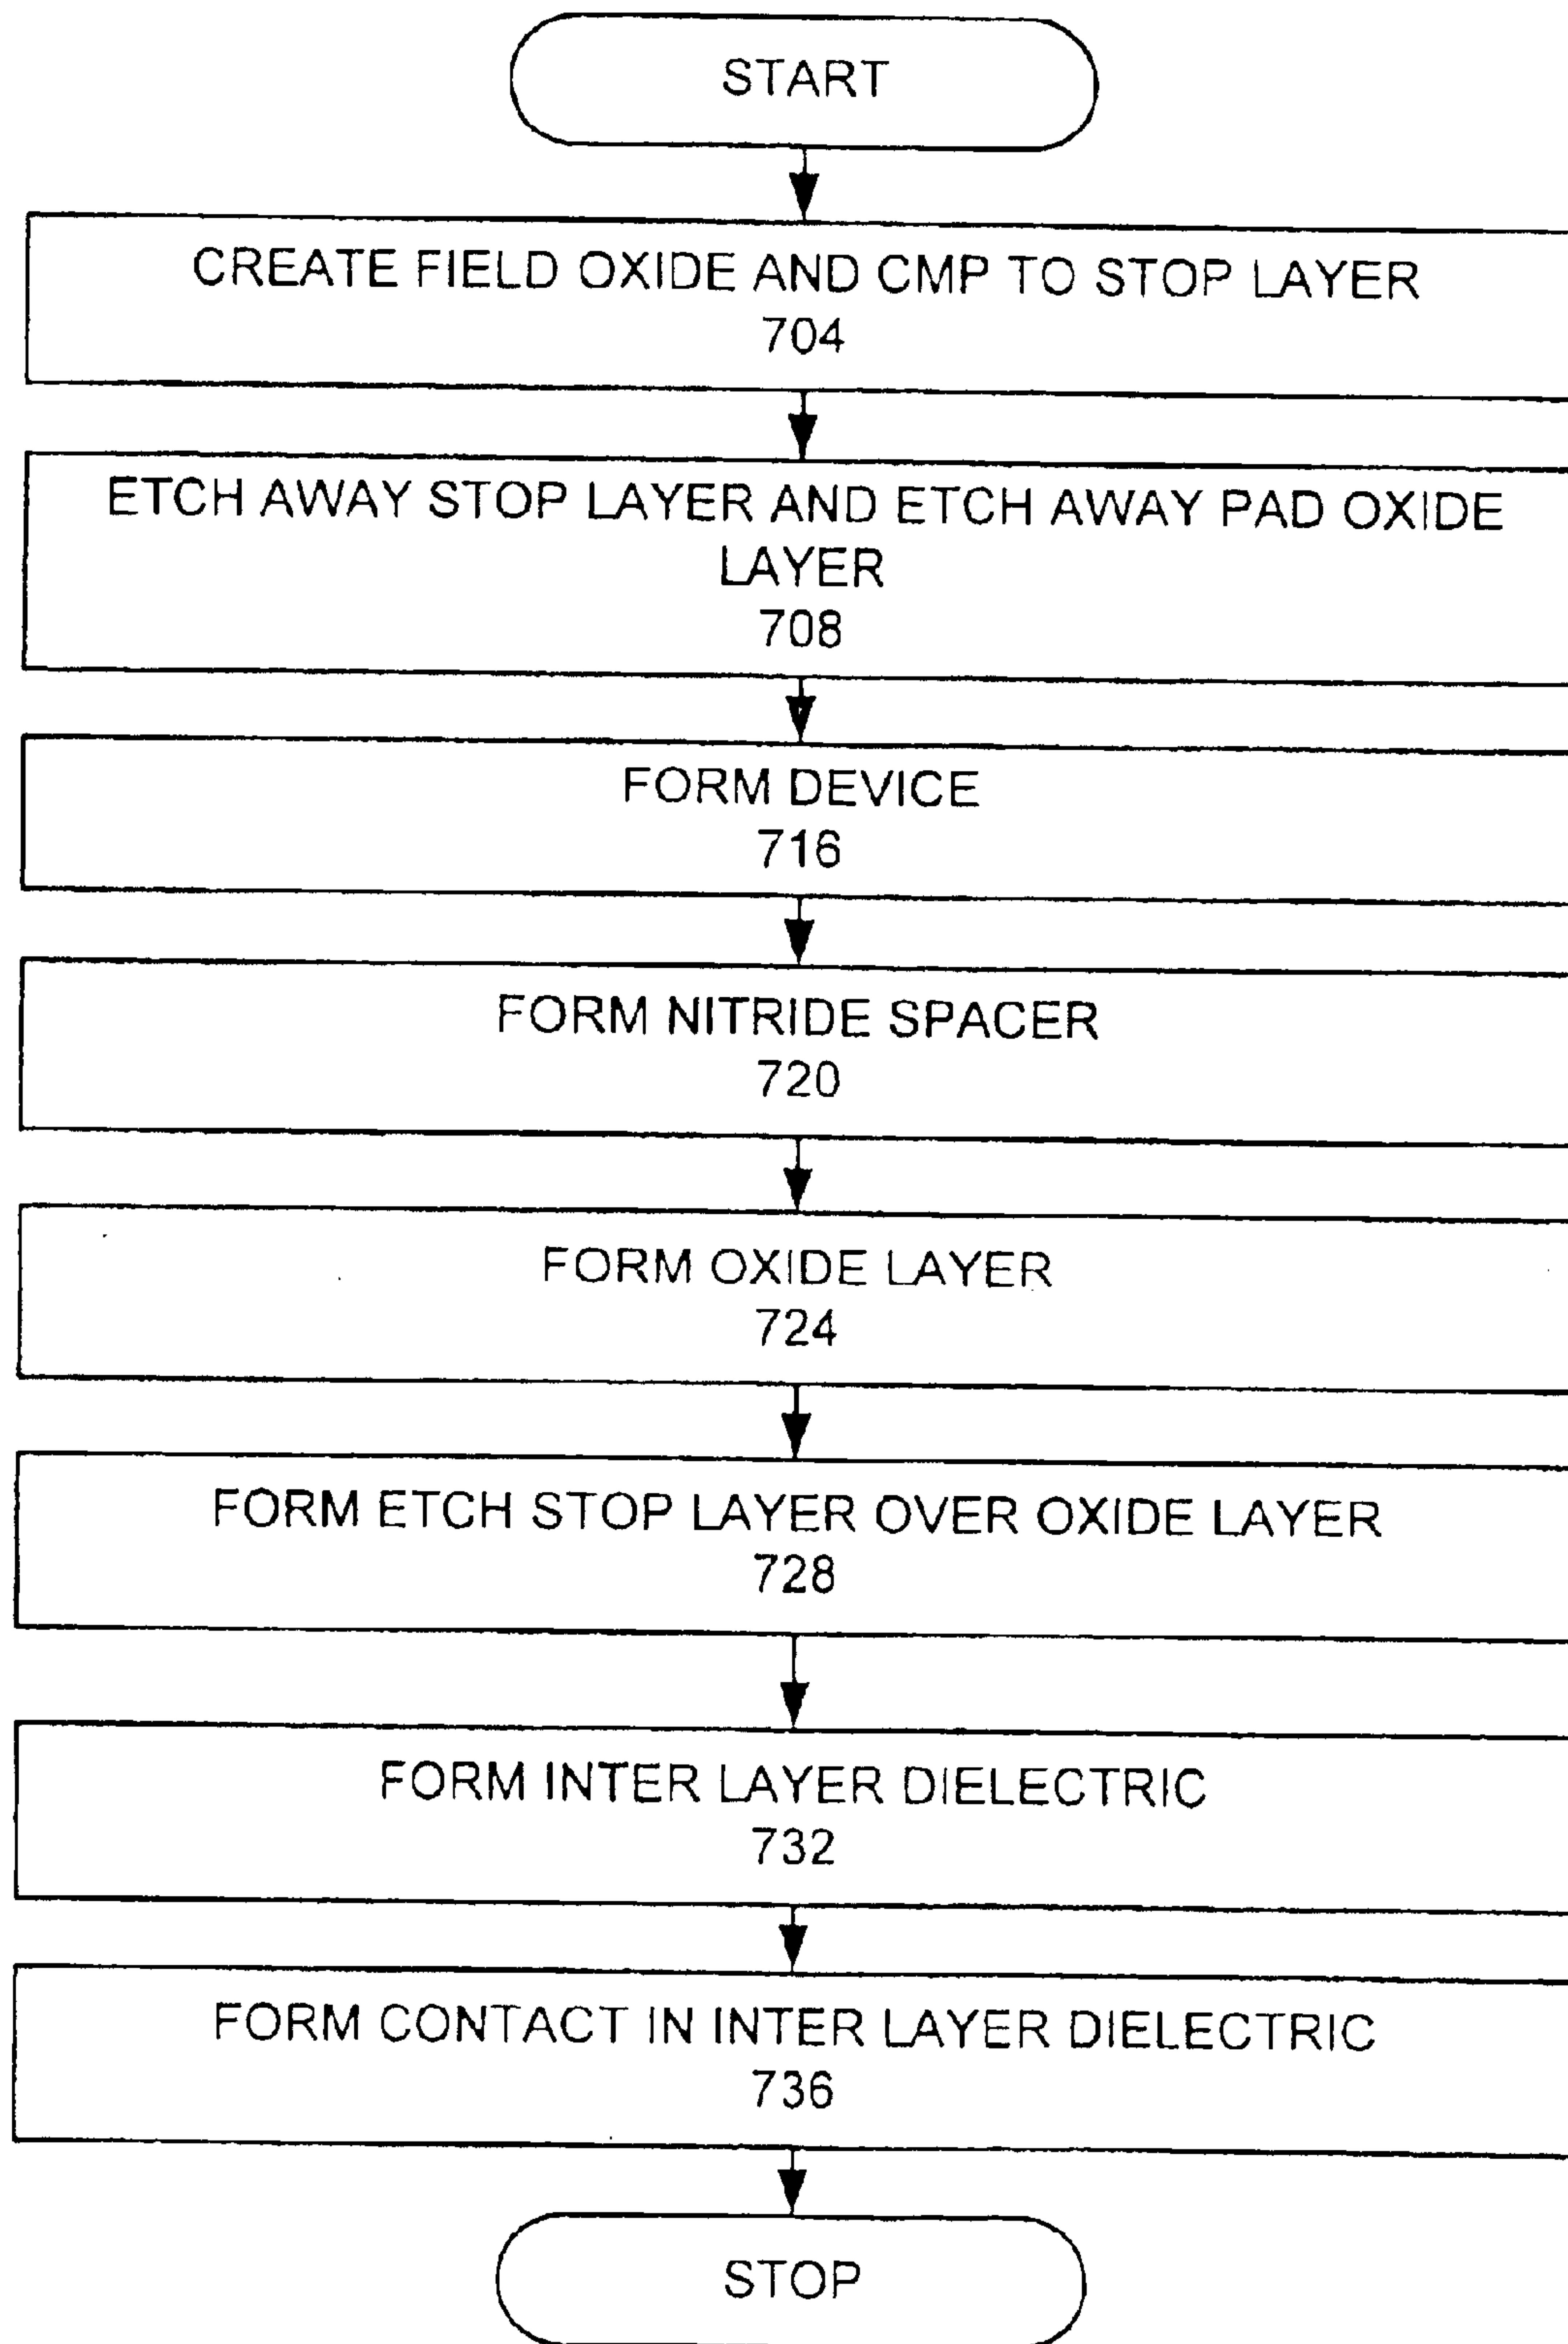 START
CREATE FIELD OXIDE AND CMP TO STOP LAYER
704
ETCH AWAY STOP LAYER AND ETCH AWAY PAD OXIDE
LAYER
708
FORM DEVICE
716
FORM NITRIDE SPACER
720
FORM OXIDE LAYER
724
FORM ETCH STOP LAYER OVER OXIDE LAYER
728
FORM INTER LAYER DIELECTRIC
732
FORM CONTACT IN INTER LAYER DIELECTRIC
736
STOP